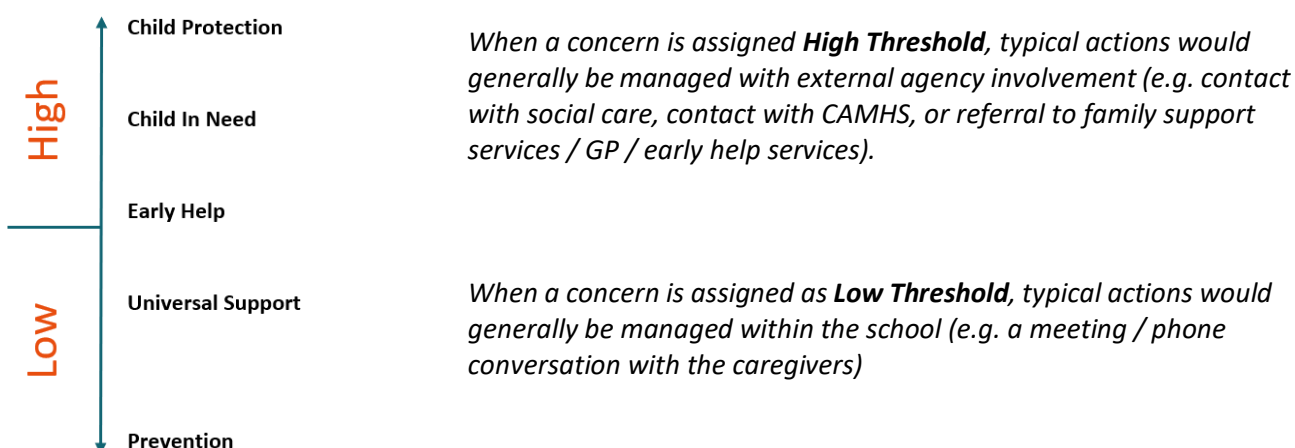 High
Child Protection
Child In Need
Early Help
When a concern is assigned High Threshold, typical actions would
generally be managed with external agency involvement (e.g. contact
with social care, contact with CAMHS, or referral to family support
services / GP / early help services).
Low
Universal Support
Prevention
When a concern is assigned as Low Threshold, typical actions would
generally be managed within the school (e.g. a meeting / phone
conversation with the caregivers)